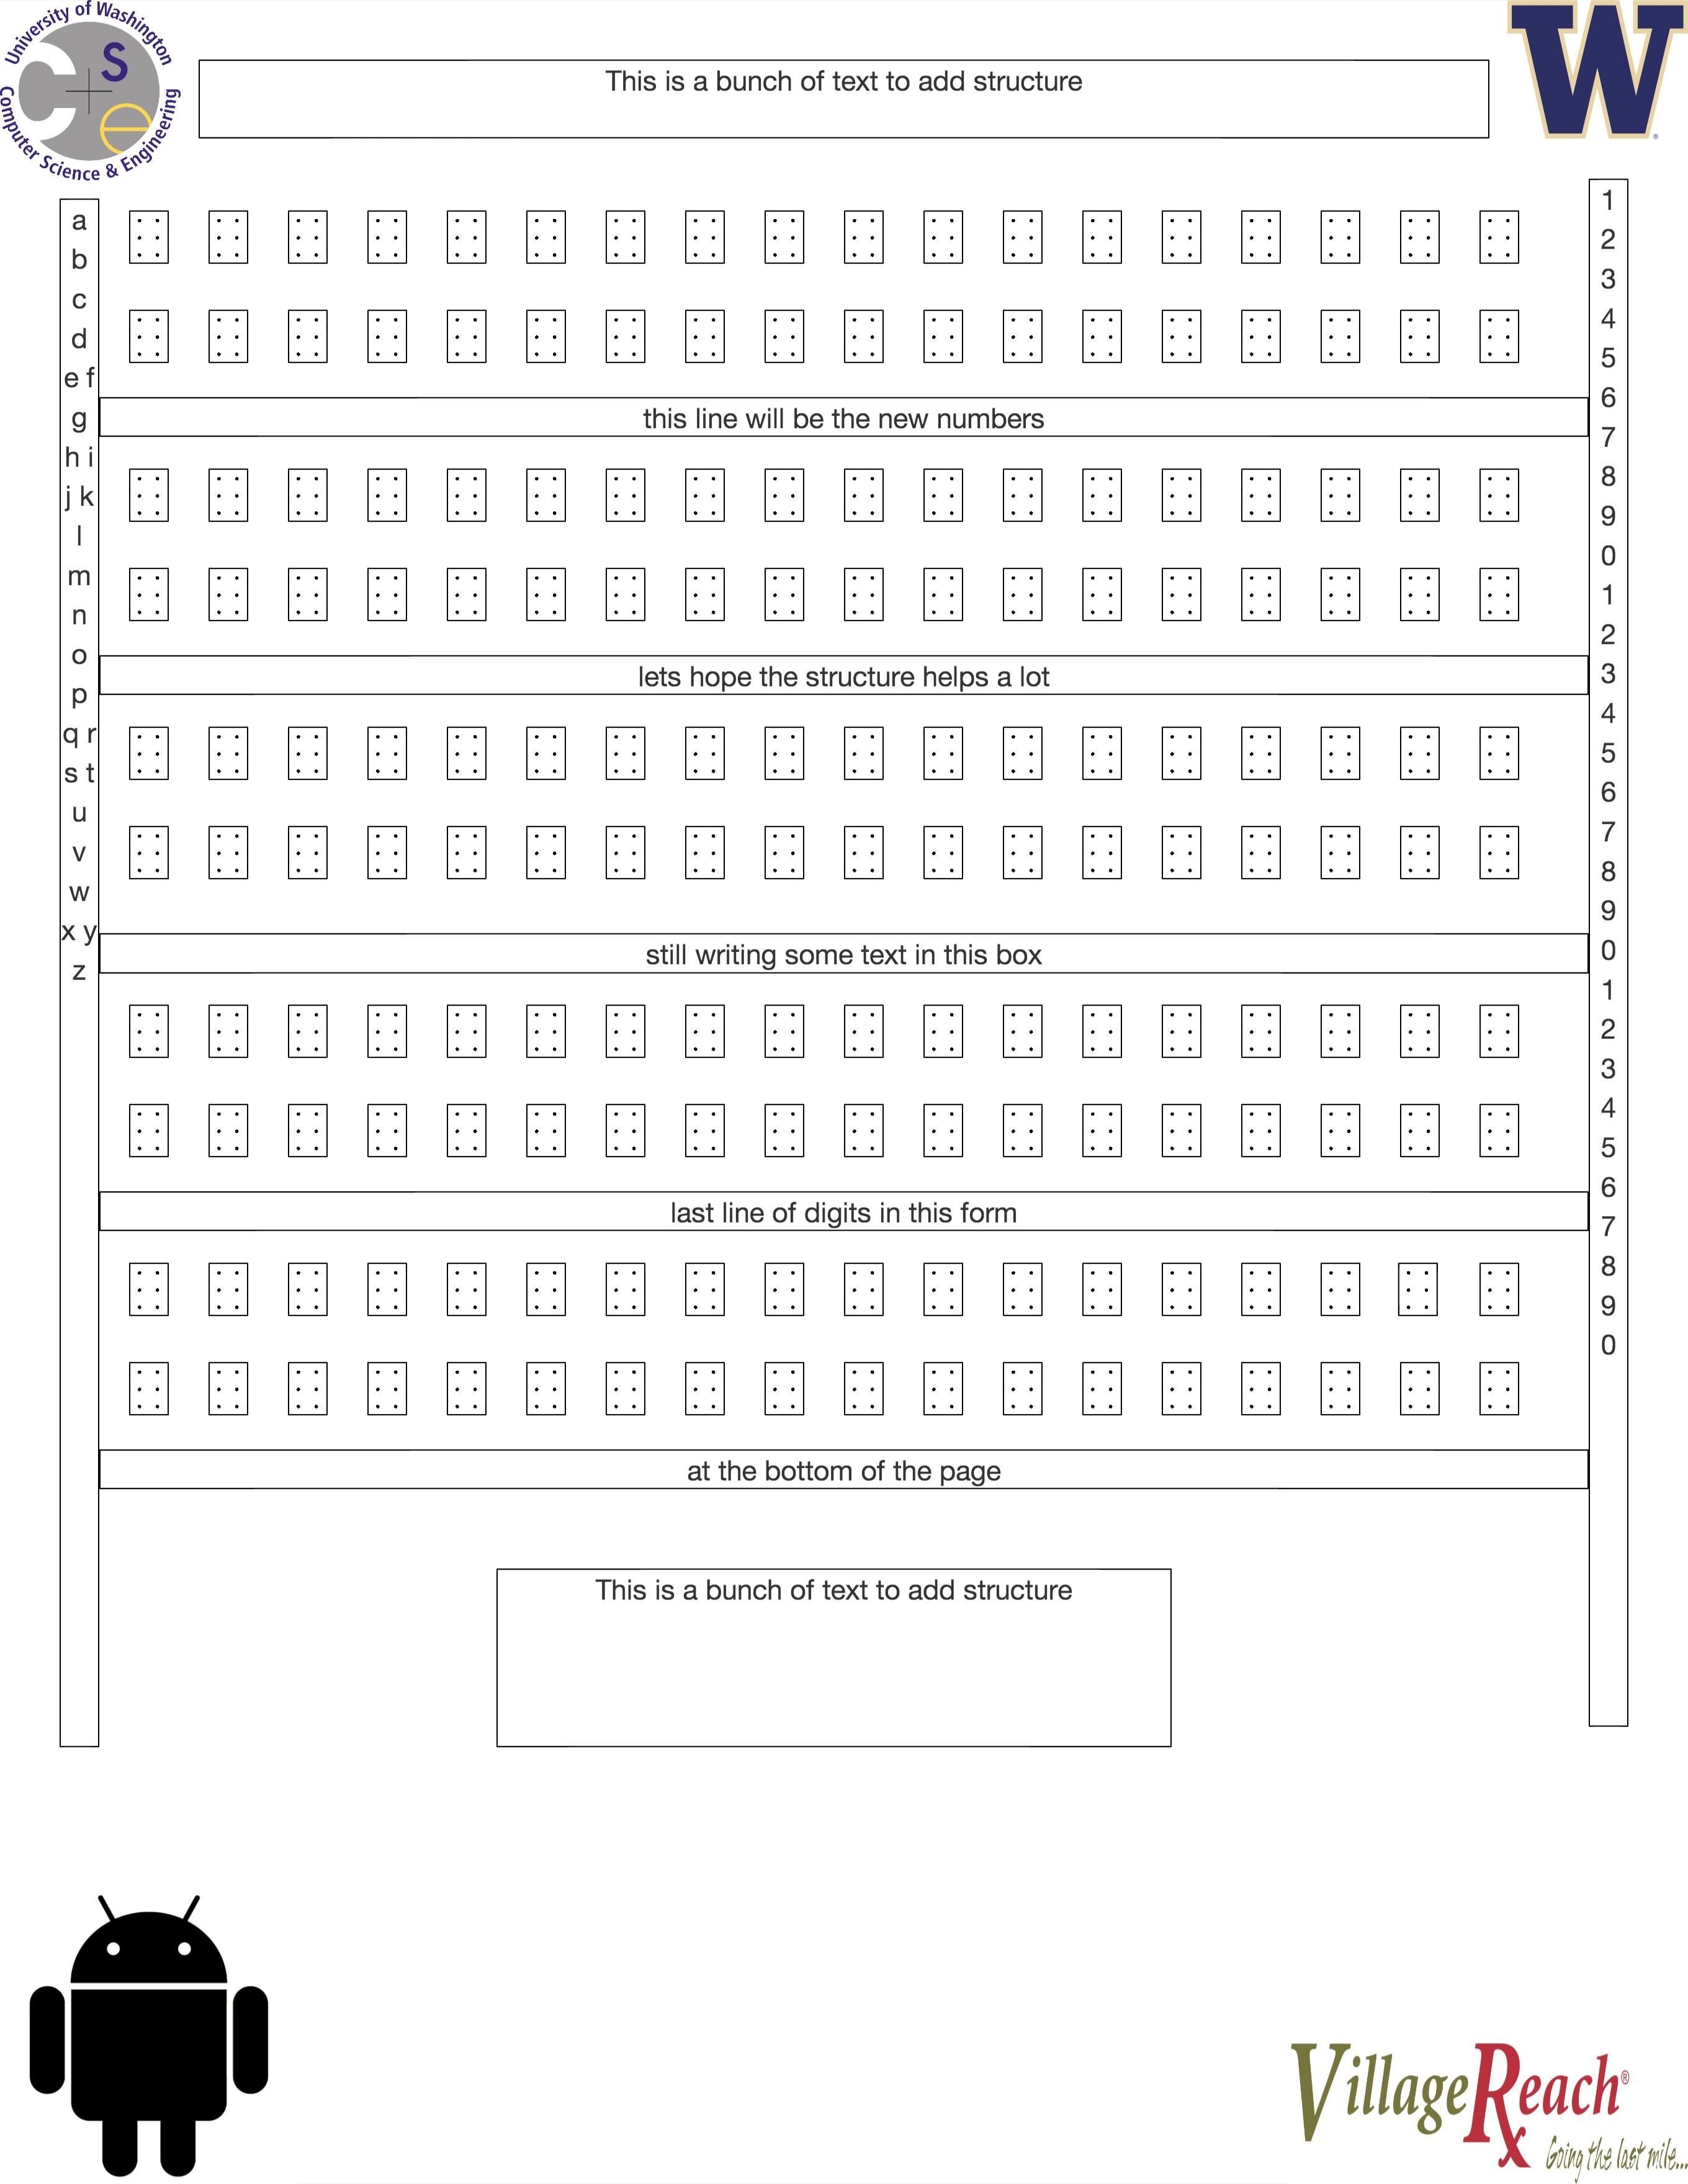 University of Washington
Computer Science & Engineering
C S e
W
This is a bunch of text to add structure
a
b
c
d
e f
g
h i
j k
l
m
n
o
p
q r
s t
u
v
w
x y
z
this line will be the new numbers
lets hope the structure helps a lot
still writing some text in this box
last line of digits in this form
at the bottom of the page
1
2
3
4
5
6
7
8
9
0
1
2
3
4
5
6
7
8
9
0
1
2
3
4
5
6
7
8
9
0
This is a bunch of text to add structure
VillageReach®
Going the last mile...